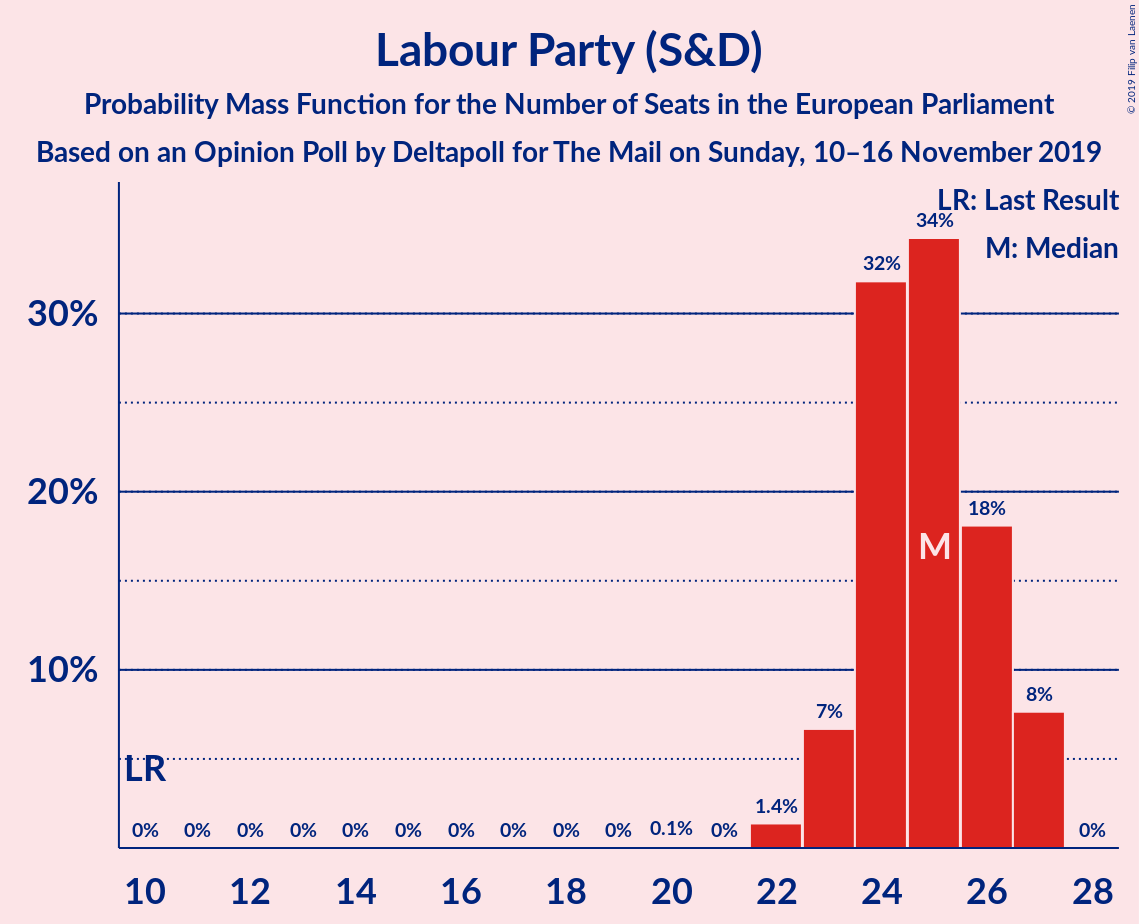 Labour Party (S&D)
Probability Mass Function for the Number of Seats in the European Parliament
Based on an Opinion Poll by Deltapoll for The Mail on Sunday, 10–16 November 2019
© 2019 Filip van Laenen
LR: Last Result
M: Median
30%
20%
10%
LR
M
0% 0% 0% 0% 0% 0% 0% 0% 0% 0% 0.1% 0% 1.4% 7% 32% 34% 18% 8% 0%
10 12 14 16 18 20 22 24 26 28